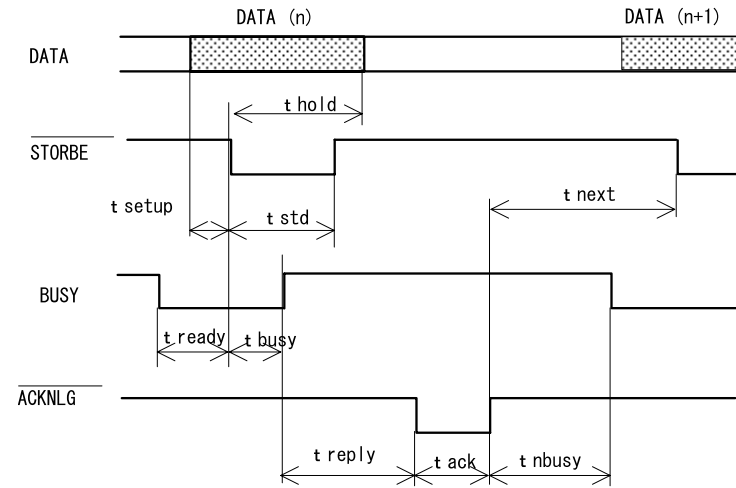 DATA (n)
DATA (n+1)
DATA
t hold
STORBE
t setup
t std
t next
BUSY
t ready
t busy
ACKNLG
t reply
t ack
t nbusy